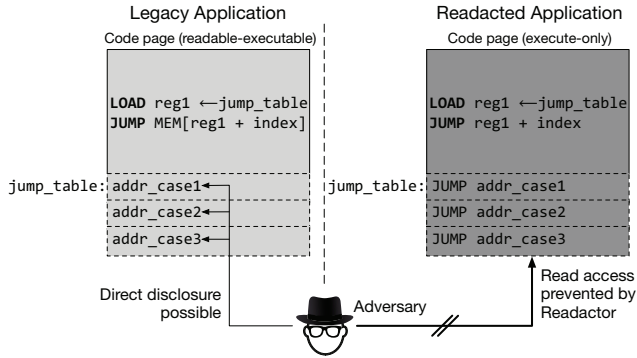 Legacy Application
Code page (readable-executable)
LOAD reg1 ←jump_table
JUMP MEM[reg1 + index]
jump_table: addr_case1
addr_case2
addr_case3
Direct disclosure
possible
Readacted Application
Code page (execute-only)
LOAD reg1 ←jump_table
JUMP reg1 + index
jump_table: JUMP addr_case1
JUMP addr_case2
JUMP addr_case3
Adversary
Read access
prevented by
Readactor